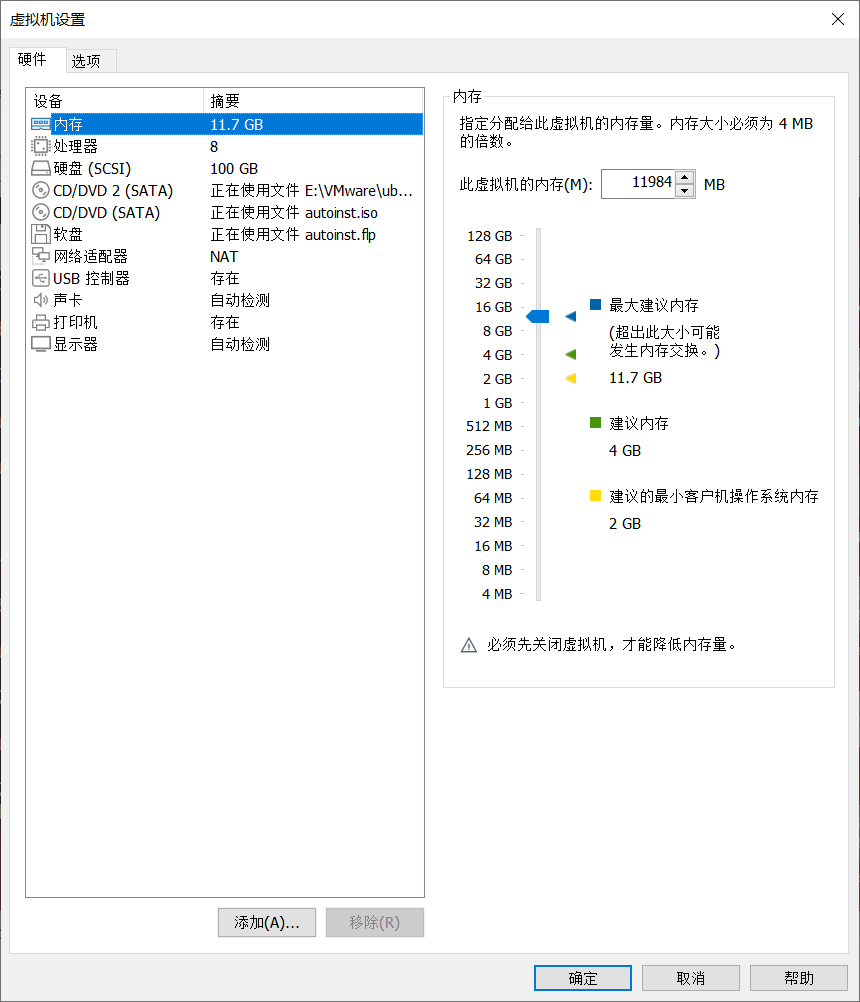 虚拟机设置
硬件 选项
设备 摘要
内存 11.7 GB
处理器 8
硬盘 (SCSI) 100 GB
CD/DVD 2 (SATA) 正在使用文件 E:\VMware\ub...
CD/DVD (SATA) 正在使用文件 autoinst.iso
软盘 正在使用文件 autoinst.flp
网络适配器 NAT
USB 控制器 存在
声卡 自动检测
打印机 存在
显示器 自动检测
添加(A)... 移除(R)
内存
指定分配给此虚拟机的内存量。内存大小必须为 4 MB
的倍数。
此虚拟机的内存(M): 11984 MB
128 GB
64 GB
32 GB
16 GB
8 GB
4 GB
2 GB
1 GB
512 MB
256 MB
128 MB
64 MB
32 MB
16 MB
8 MB
4 MB
最大建议内存
(超出此大小可能
发生内存交换。)
11.7 GB
建议内存
4 GB
建议的最小客户机操作系统内存
2 GB
必须先关闭虚拟机，才能降低内存量。
确定 取消 帮助